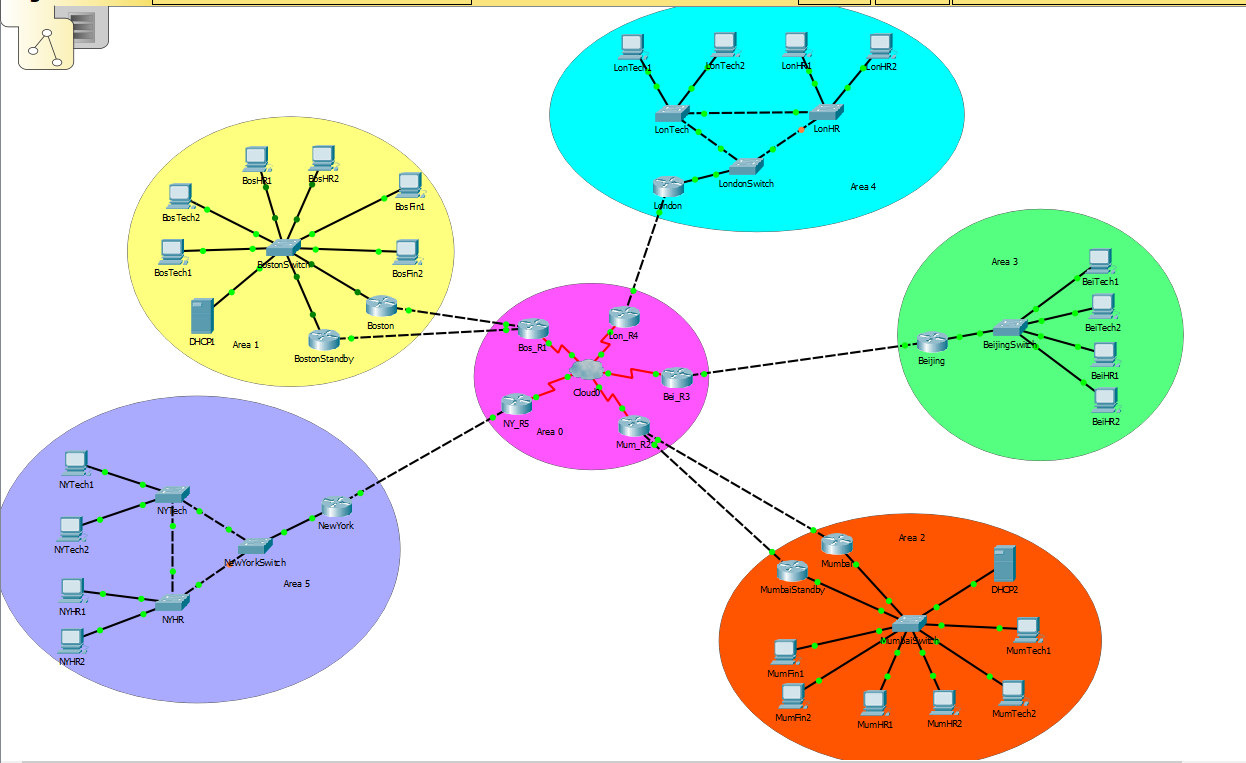 LonTech1
LonTech2
LonHR1
LonHR2
LonTech
LonHR
LondonSwitch
London
Area 4
BosHR1
BosHR2
BosTech2
BosFin1
BostonSwitch
BosTech1
BosFin2
DHCP1
Area 1
Boston
BostonStandby
Area 3
BeiTech1
BeiTech2
Beijing
BeijingSwitch
BeiHR1
BeiHR2
Bos_R1
Lon_R4
Cloud0
Bei_R3
NY_R5
Area 0
Mum_R2
NYTech1
NYTech
NYTech2
NewYork
NewYorkSwitch
Area 5
NYHR1
NYHR
NYHR2
Area 2
Mumbai
MumbaiStandby
DHCP2
MumbaiSwitch
MumTech1
MumFin1
MumFin2
MumHR1
MumHR2
MumTech2